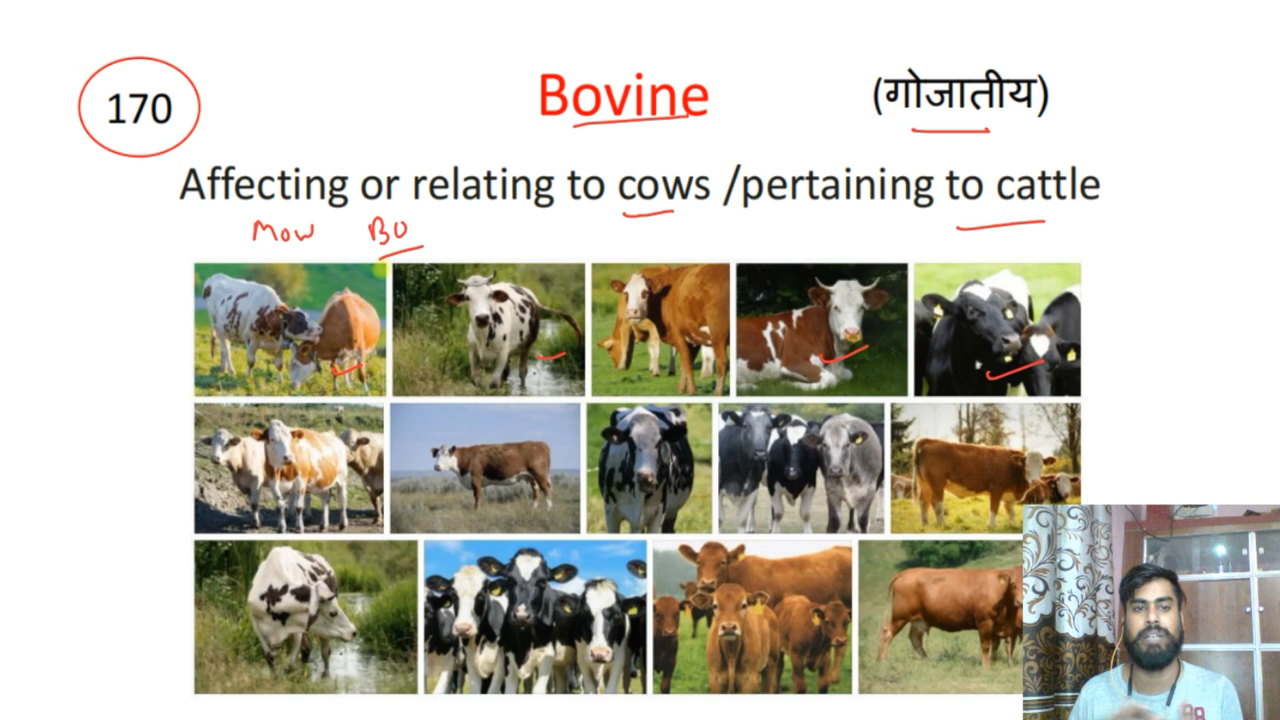 170
Bovine (गोजातीय)
Affecting or relating to cows /pertaining to cattle
Mow BO